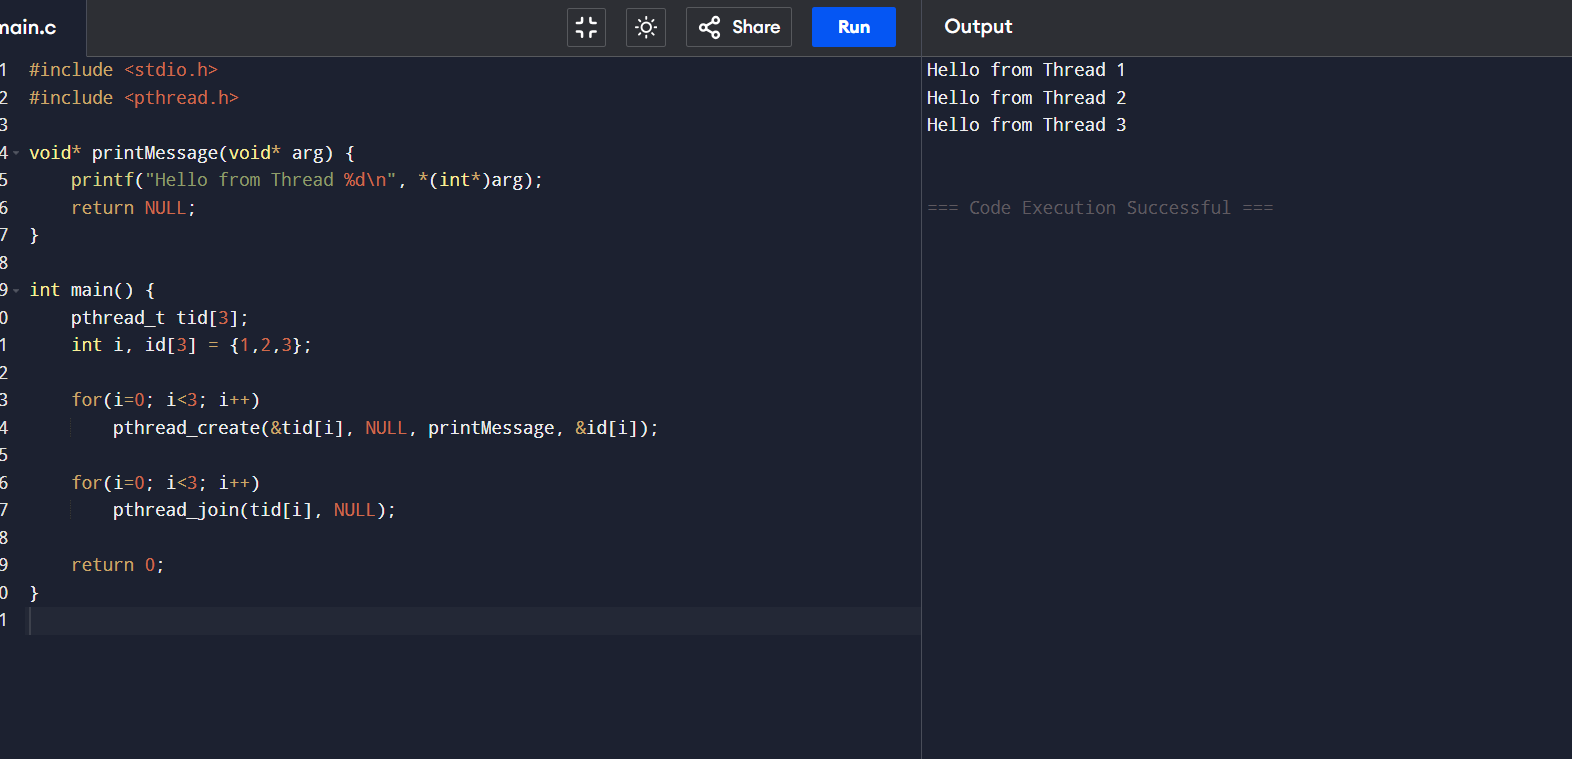 main.c
Share
Run
Output
1 #include <stdio.h>
2 #include <pthread.h>
3
4 void* printMessage(void* arg) {
5     printf("Hello from Thread %d\n", *(int*)arg);
6     return NULL;
7 }
8
9 int main() {
0     pthread_t tid[3];
1     int i, id[3] = {1,2,3};
2
3     for(i=0; i<3; i++)
4         pthread_create(&tid[i], NULL, printMessage, &id[i]);
5
6     for(i=0; i<3; i++)
7         pthread_join(tid[i], NULL);
8
9     return 0;
0 }
1
Hello from Thread 1
Hello from Thread 2
Hello from Thread 3
=== Code Execution Successful ===